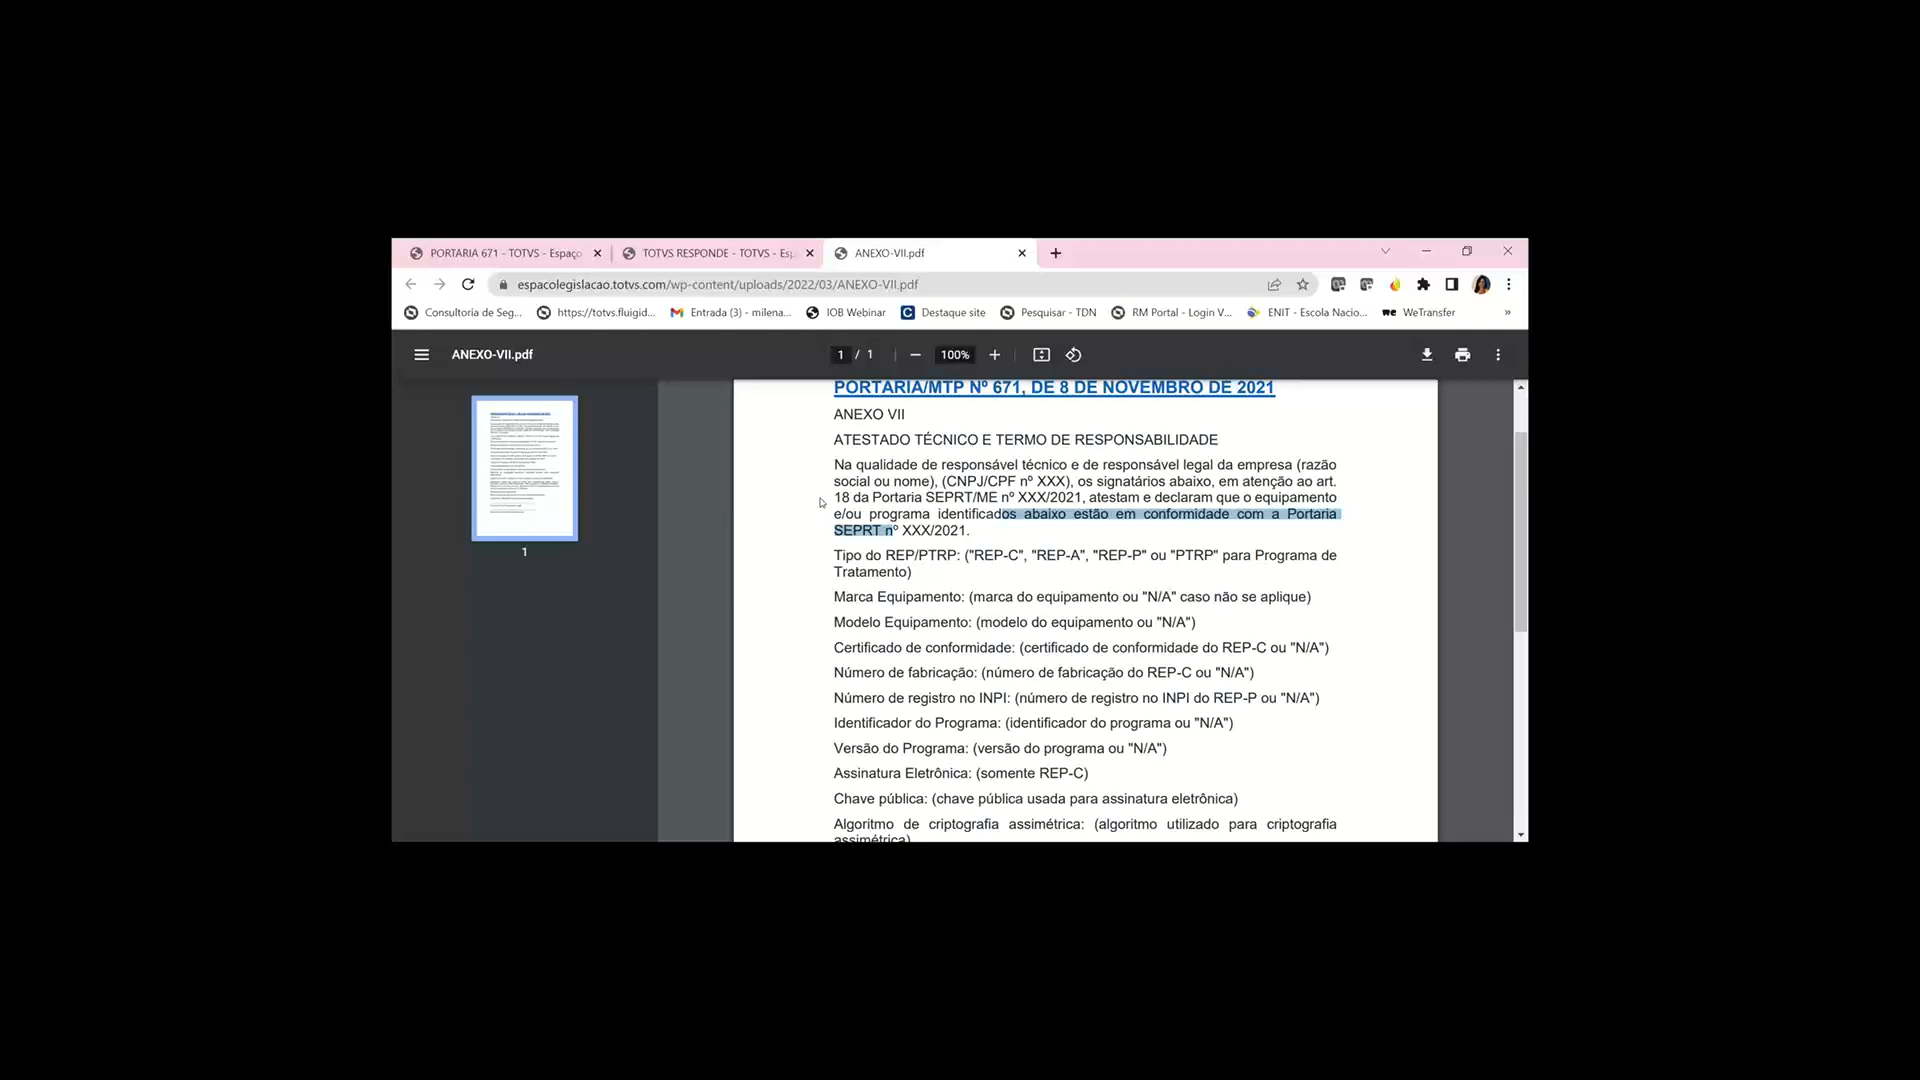 PORTARIA 671 - TOTVS - Espaço
TOTVS RESPONDE - TOTVS - Esp
ANEXO-VII.pdf
espacolegislacao.totvs.com/wp-content/uploads/2022/03/ANEXO-VII.pdf
Consultoria de Seg...
https://totvs.fluigid...
Entrada (3) - milena...
IOB Webinar
Destaque site
Pesquisar - TDN
RM Portal - Login V...
ENIT - Escola Nacio...
we WeTransfer
»
ANEXO-VII.pdf
1 / 1
100%
1
PORTARIA/MTP Nº 671, DE 8 DE NOVEMBRO DE 2021
ANEXO VII
ATESTADO TÉCNICO E TERMO DE RESPONSABILIDADE
Na qualidade de responsável técnico e de responsável legal da empresa (razão
social ou nome), (CNPJ/CPF nº XXX), os signatários abaixo, em atenção ao art.
18 da Portaria SEPRT/ME nº XXX/2021, atestam e declaram que o equipamento
e/ou programa identificados abaixo estão em conformidade com a Portaria
SEPRT nº XXX/2021.
Tipo do REP/PTRP: ("REP-C", "REP-A", "REP-P" ou "PTRP" para Programa de
Tratamento)
Marca Equipamento: (marca do equipamento ou "N/A" caso não se aplique)
Modelo Equipamento: (modelo do equipamento ou "N/A")
Certificado de conformidade: (certificado de conformidade do REP-C ou "N/A")
Número de fabricação: (número de fabricação do REP-C ou "N/A")
Número de registro no INPI: (número de registro no INPI do REP-P ou "N/A")
Identificador do Programa: (identificador do programa ou "N/A")
Versão do Programa: (versão do programa ou "N/A")
Assinatura Eletrônica: (somente REP-C)
Chave pública: (chave pública usada para assinatura eletrônica)
Algoritmo de criptografia assimétrica: (algoritmo utilizado para criptografia
assimétrica)